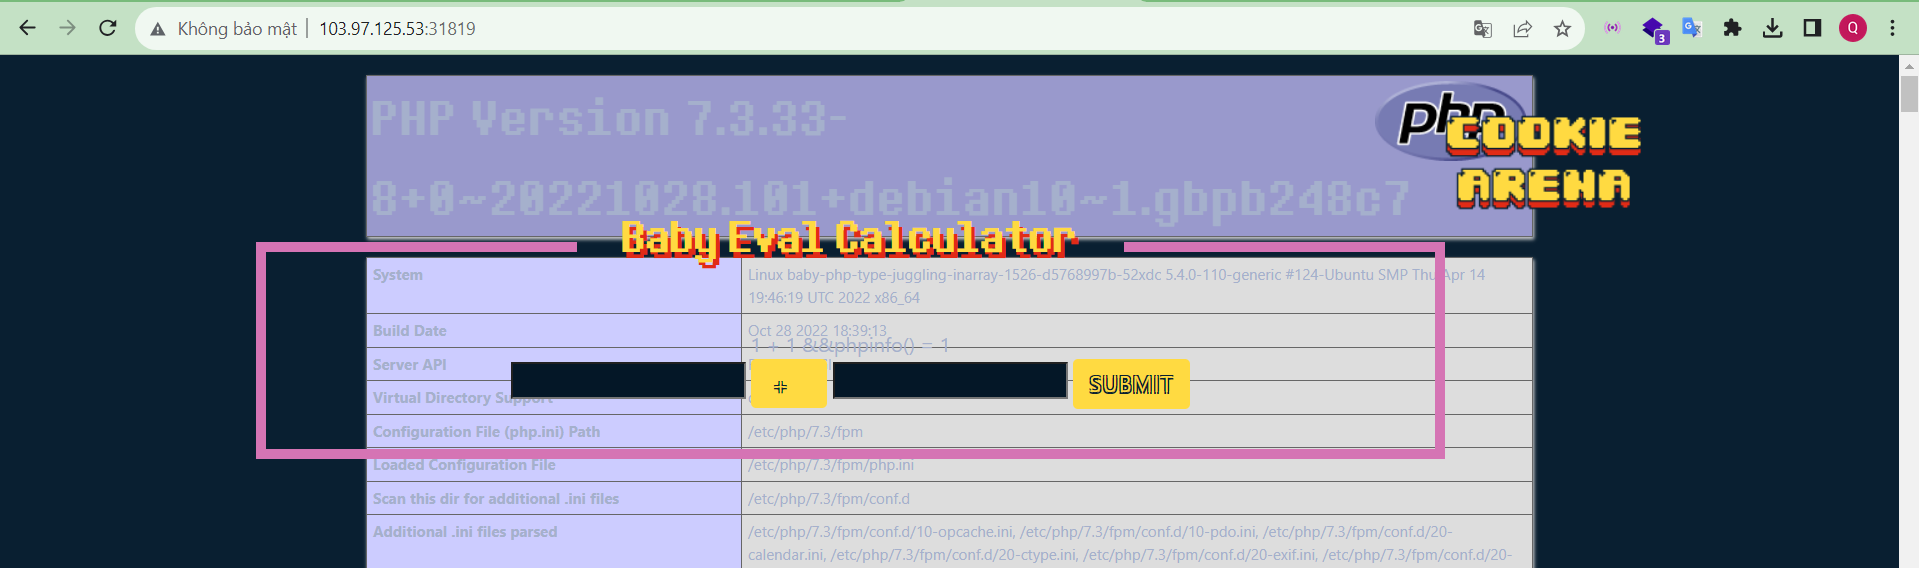 Không bảo mật
103.97.125.53:31819
3
Q
PHP Version 7.3.33-
8+0~20221028.101+debian10~1.gbpb248c7
php
COOKIE
ARENA
Baby Eval Calculator
System
Linux baby-php-type-juggling-inarray-1526-d5768997b-52xdc 5.4.0-110-generic #124-Ubuntu SMP Thu Apr 14
19:46:19 UTC 2022 x86_64
Build Date
Oct 28 2022 18:39:13
1 + 1 &&phpinfo() = 1
Server API
+
SUBMIT
Virtual Directory Support
Configuration File (php.ini) Path
/etc/php/7.3/fpm
Loaded Configuration File
/etc/php/7.3/fpm/php.ini
Scan this dir for additional .ini files
/etc/php/7.3/fpm/conf.d
Additional .ini files parsed
/etc/php/7.3/fpm/conf.d/10-opcache.ini, /etc/php/7.3/fpm/conf.d/10-pdo.ini, /etc/php/7.3/fpm/conf.d/20-
calendar.ini, /etc/php/7.3/fpm/conf.d/20-ctype.ini, /etc/php/7.3/fpm/conf.d/20-exif.ini, /etc/php/7.3/fpm/conf.d/20-